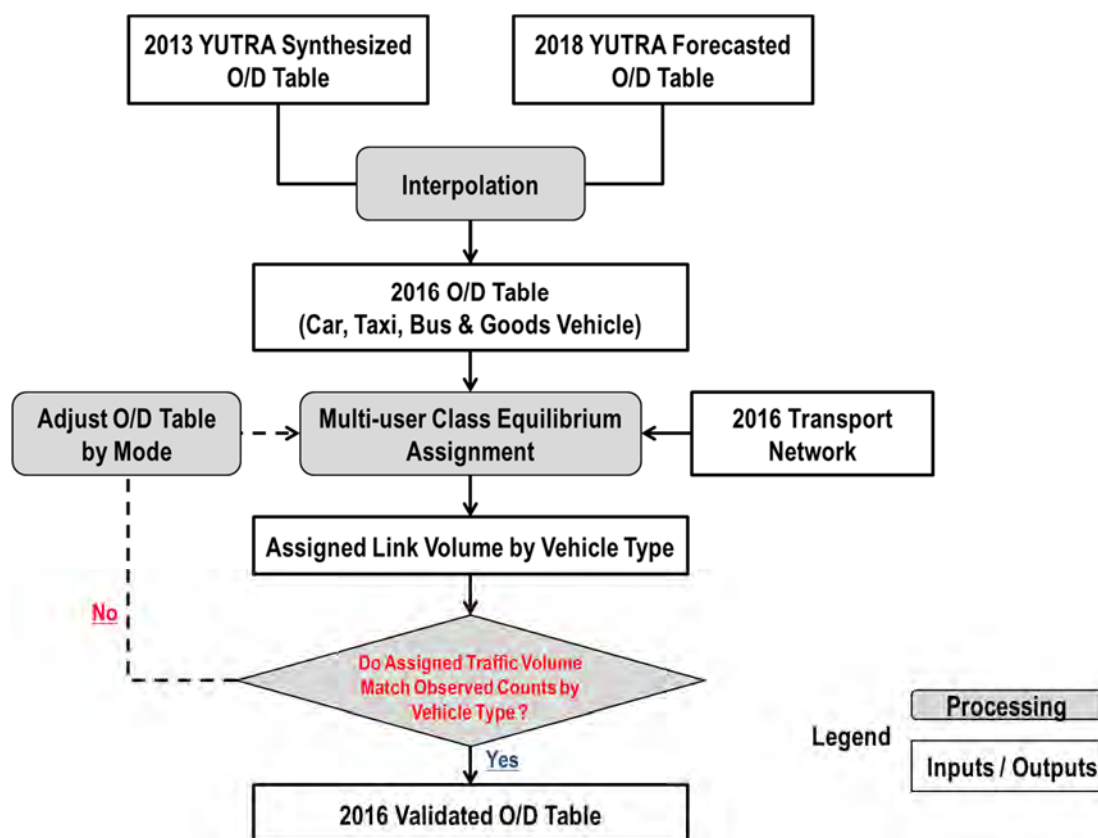 2013 YUTRA Synthesized
O/D Table
2018 YUTRA Forecasted
O/D Table
Interpolation
2016 O/D Table
(Car, Taxi, Bus & Goods Vehicle)
Adjust O/D Table
by Mode
Multi-user Class Equilibrium
Assignment
2016 Transport
Network
Assigned Link Volume by Vehicle Type
No
Do Assigned Traffic Volume
Match Observed Counts by
Vehicle Type ?
Yes
2016 Validated O/D Table
Legend
Processing
Inputs / Outputs